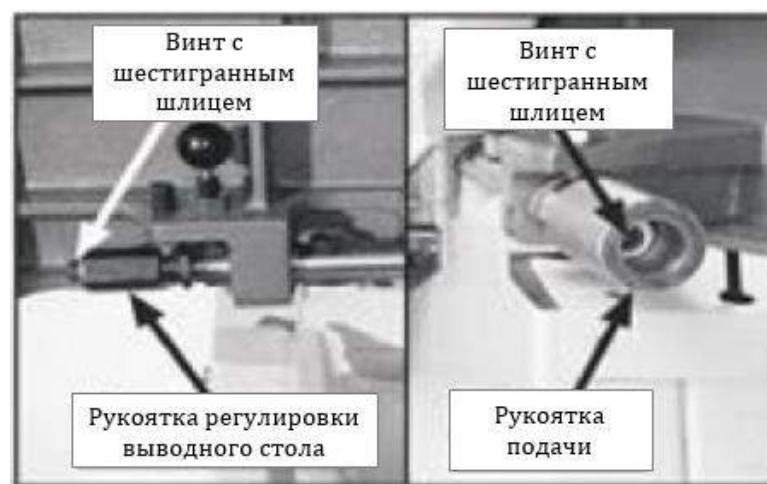 Винт с
шестигранным
шлицем
Винт с
шестигранным
шлицем
Рукоятка регулировки
выводного стола
Рукоятка
подачи